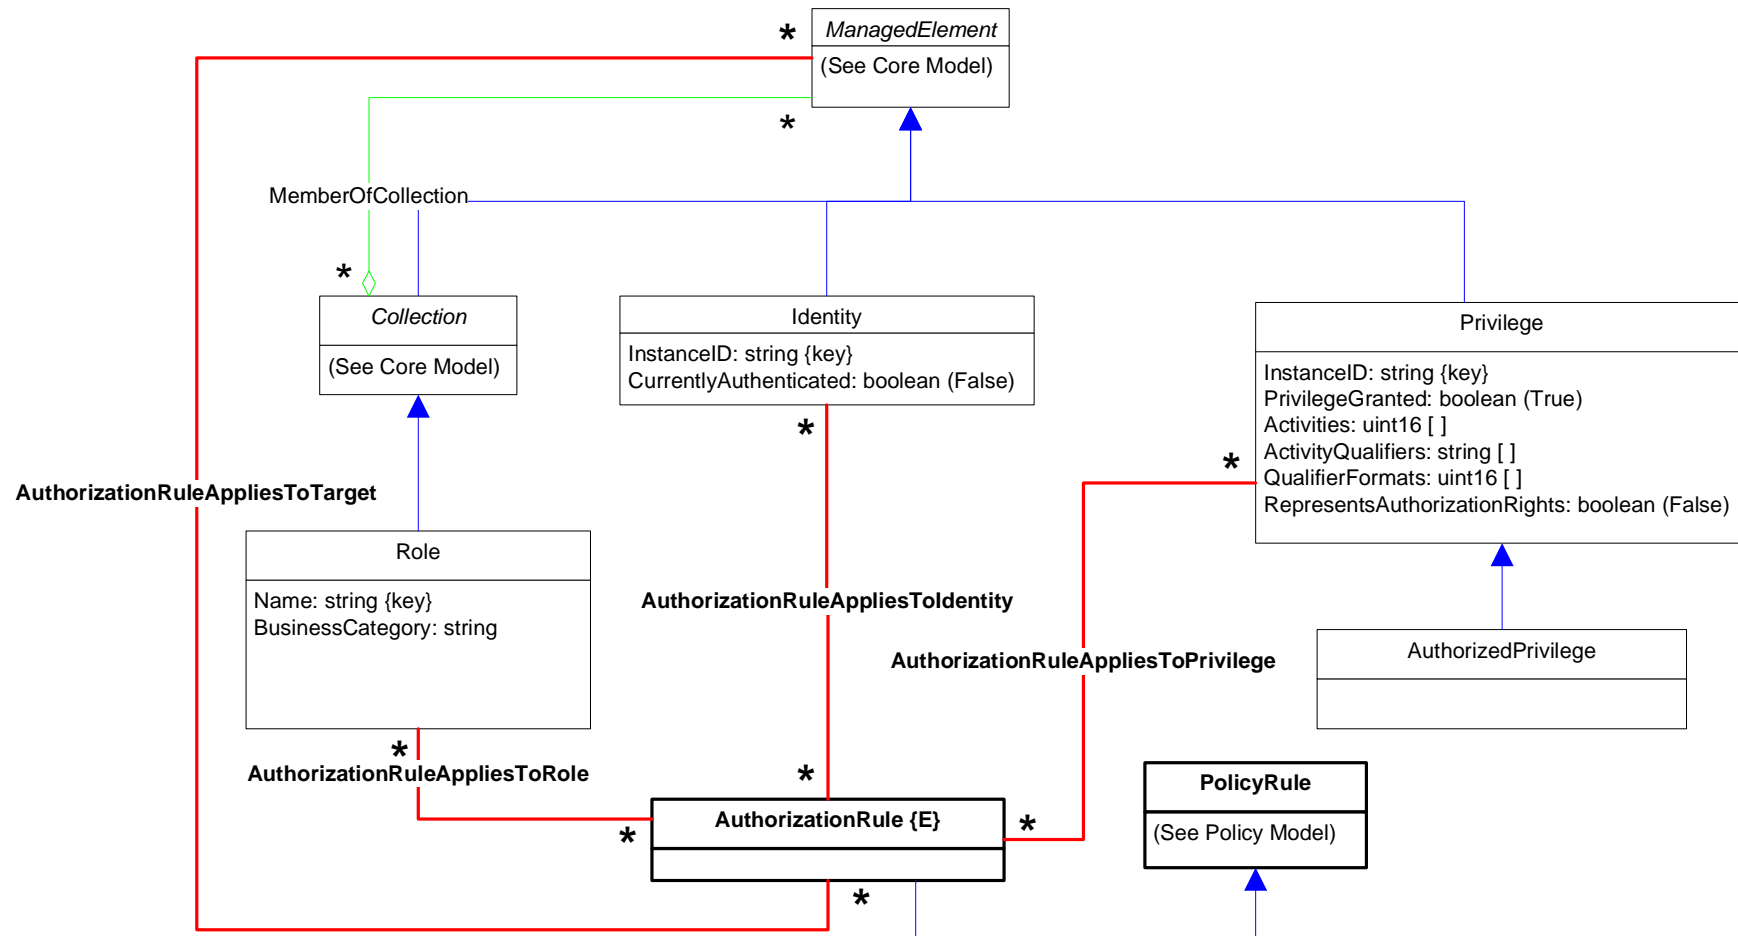 *
ManagedElement
(See Core Model)
*
MemberOfCollection
*
Collection
(See Core Model)
Identity
InstanceID: string {key}
CurrentlyAuthenticated: boolean (False)
*
Privilege
InstanceID: string {key}
PrivilegeGranted: boolean (True)
Activities: uint16 [ ]
ActivityQualifiers: string [ ]
QualifierFormats: uint16 [ ]
RepresentsAuthorizationRights: boolean (False)
*
AuthorizationRuleAppliesToTarget
Role
Name: string {key}
BusinessCategory: string
AuthorizationRuleAppliesToIdentity
AuthorizationRuleAppliesToPrivilege
AuthorizedPrivilege
*
AuthorizationRuleAppliesToRole
*
*
AuthorizationRule {E}
*
*
PolicyRule
(See Policy Model)